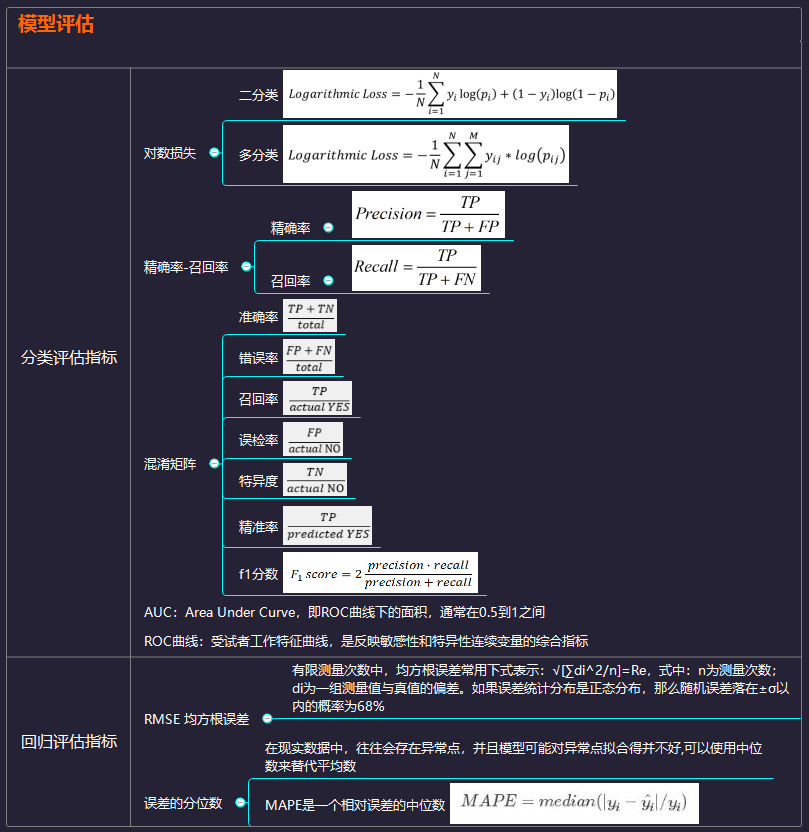 模型评估
分类评估指标
对数损失
二分类 Logarithmic Loss = −\frac{1}{N}\sum_{i=1}^{N} y_i log(p_i) + (1 − y_i)log(1 − p_i)
多分类 Logarithmic Loss = −\frac{1}{N}\sum_{i=1}^{N}\sum_{j=1}^{M} y_{ij} * log(p_{ij})
精确率-召回率
精确率 Precision = \frac{TP}{TP + FP}
召回率 Recall = \frac{TP}{TP + FN}
混淆矩阵
准确率 \frac{TP + TN}{total}
错误率 \frac{FP + FN}{total}
召回率 \frac{TP}{actual YES}
误检率 \frac{FP}{actual NO}
特异度 \frac{TN}{actual NO}
精准率 \frac{TP}{predicted YES}
f1分数 F_1 score = 2 \frac{precision · recall}{precision + recall}
AUC：Area Under Curve，即ROC曲线下的面积，通常在0.5到1之间
ROC曲线：受试者工作特征曲线，是反映敏感性和特异性连续变量的综合指标
回归评估指标
RMSE 均方根误差
有限测量次数中，均方根误差常用下式表示：√[∑di^2/n]=Re，式中：n为测量次数；
di为一组测量值与真值的偏差。如果误差统计分布是正态分布，那么随机误差落在±σ以
内的概率为68%
误差的分位数
在现实数据中，往往会存在异常点，并且模型可能对异常点拟合得并不好,可以使用中位
数来替代平均数
MAPE是一个相对误差的中位数 MAPE = median(|y_i − \hat{y}_i|/y_i)